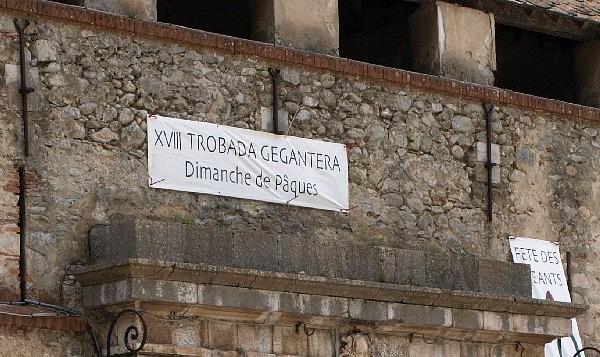 XVIII TROBADA GEGANTERA
Dimanche de Pâques
FETE DES
EANTS